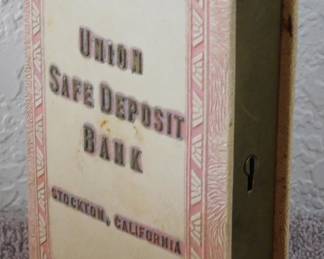 UNION
SAFE DEPOSIT
BANK
STOCKTON, CALIFORNIA